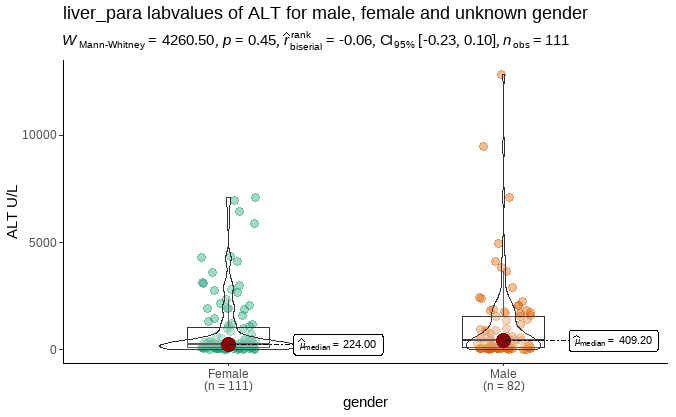 liver_para labvalues of ALT for male, female and unknown gender
W Mann-Whitney = 4260.50, p = 0.45, r̂ rank biserial = -0.06, CI95% [-0.23, 0.10], n obs = 111
10000
5000
0
ALT U/L
μ̂median = 224.00
μ̂median = 409.20
Female
(n = 111)
Male
(n = 82)
gender